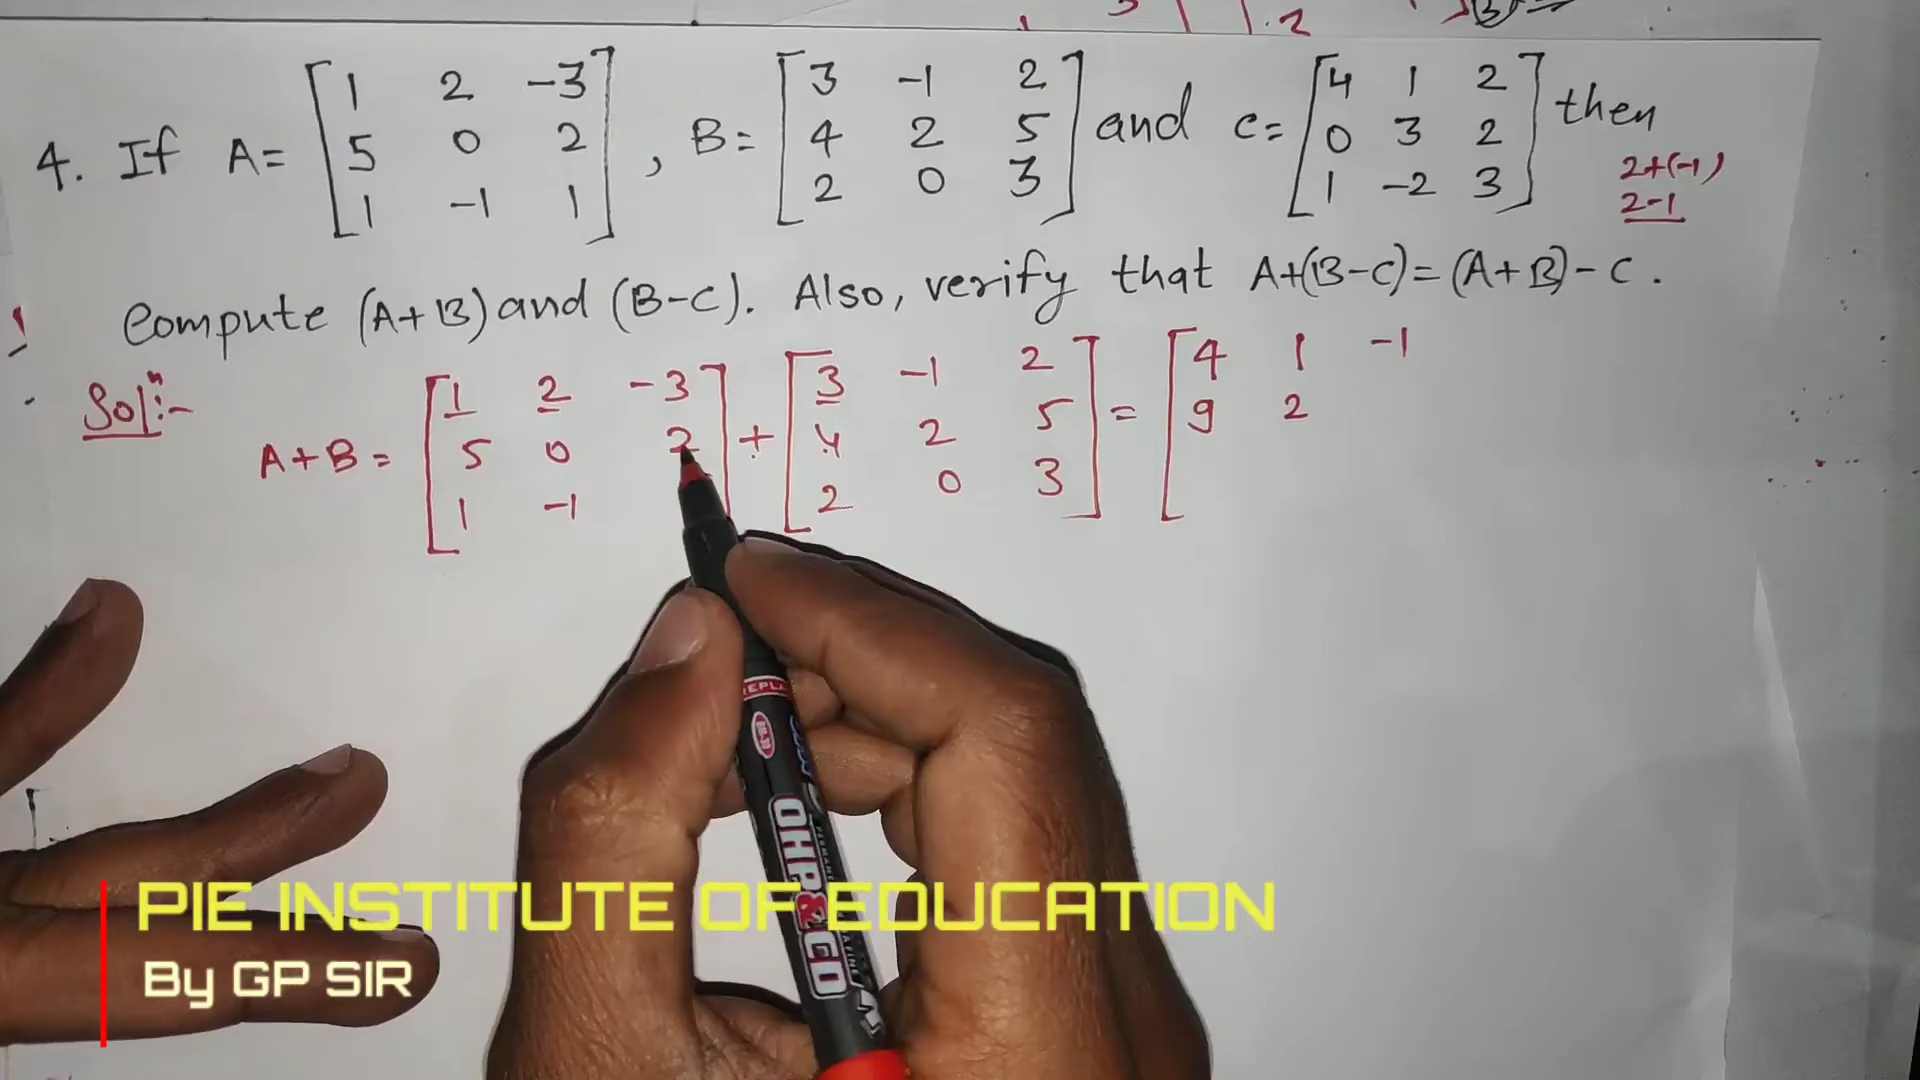 4. If A = [1 2 -3
5 0 2
1 -1 1] , B = [3 -1 2
4 2 5
2 0 3] and C = [4 1 2
0 3 2
1 -2 3] then
2+(-1)
2-1
Compute (A+B) and (B-C). Also, verify that A+(B-C)=(A+B)-C.
Sol":-
A+B = [1 2 -3
5 0 2
1 -1] + [3 -1 2
4 2 5
2 0 3] = [4 1 -1
9 2
OHP&CO
PIE INSTITUTE OF EDUCATION
By GP SIR